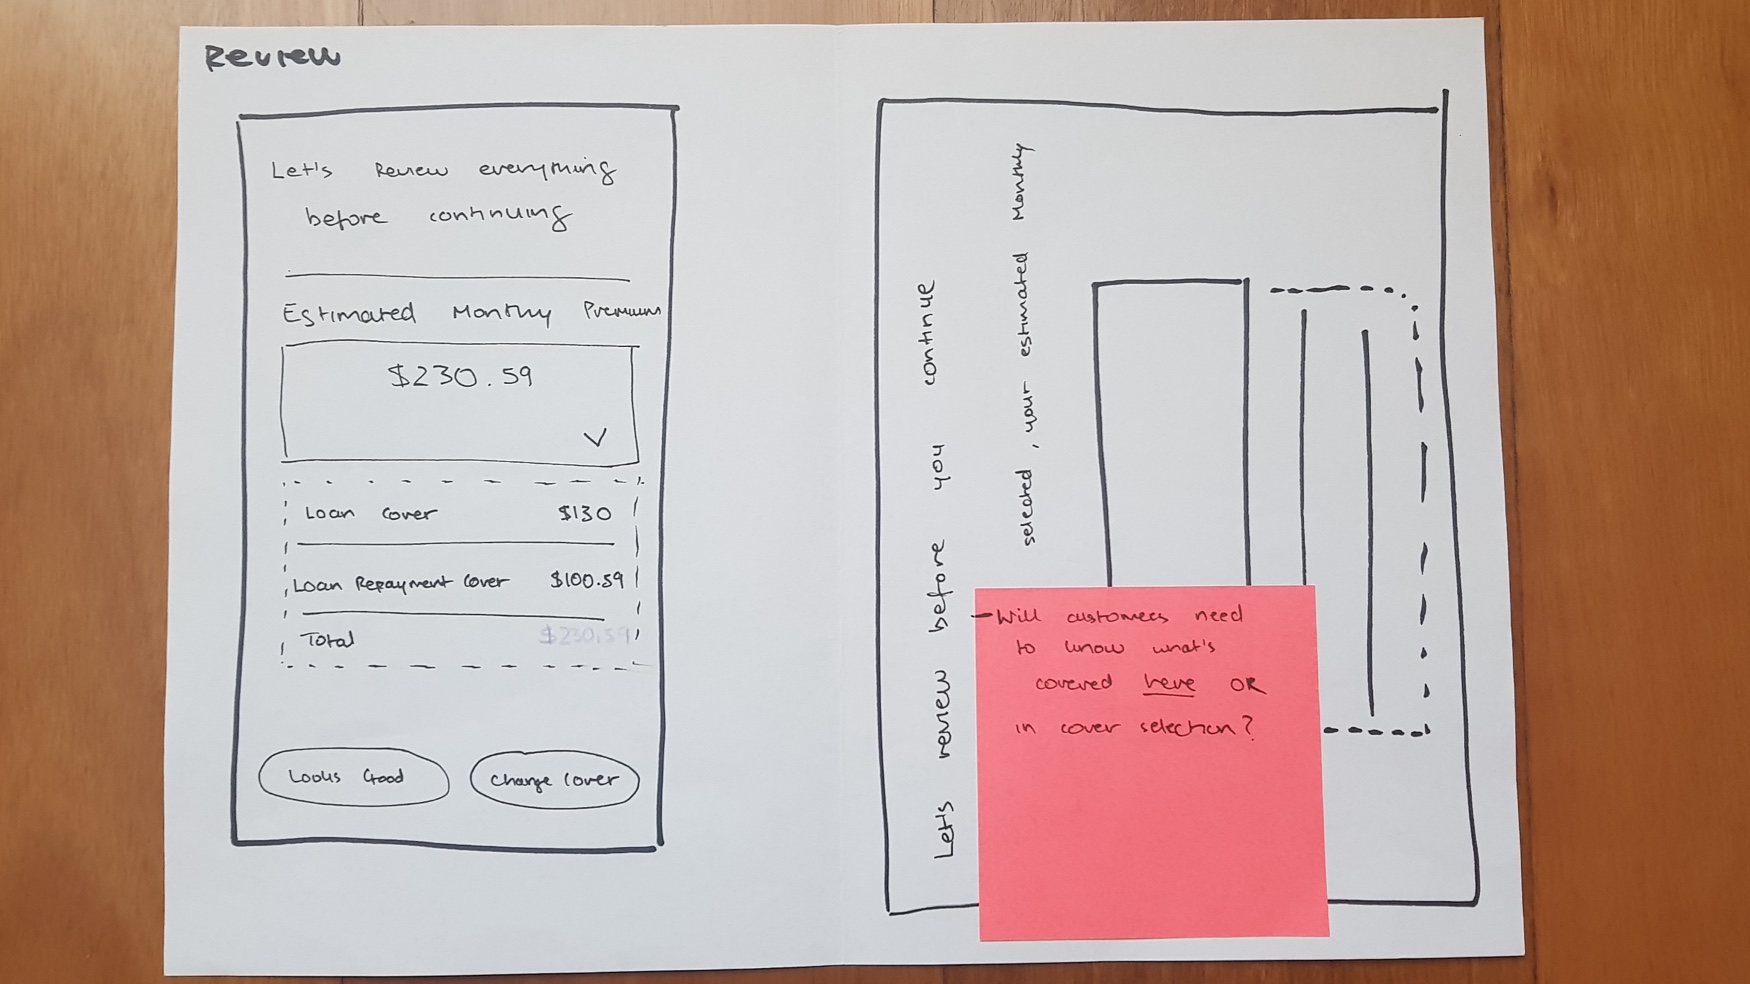 Review
Let's Review everything
before continuing
Estimated Monthly Premium
$230.59
Loan Cover $130
Loan Repayment Cover $100.59
Total $230.59
Looks Good
Change Cover
Let's review before you continue
selected, your estimated Monthly
-Will customers need
to know what's
covered here OR
in cover selection?